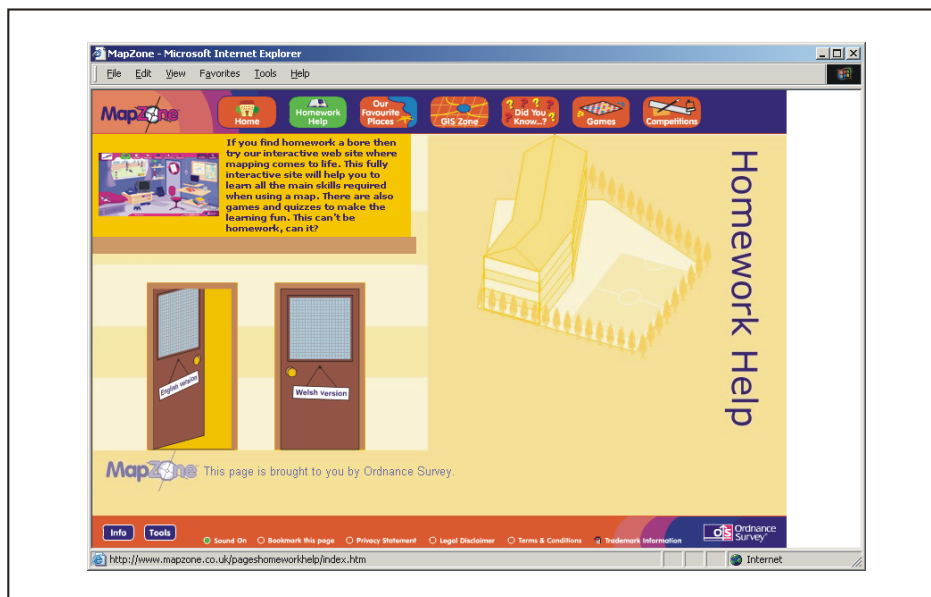 MapZone - Microsoft Internet Explorer
File Edit View Favorites Tools Help
MapZone
Home
Homework
Help
Our
Favourite
Places
GIS Zone
Did You
Know...?
Games
Competitions
If you find homework a bore then
try our interactive web site where
mapping comes to life. This fully
interactive site will help you to
learn all the main skills required
when using a map. There are also
games and quizzes to make the
learning fun. This can't be
homework, can it?
Homework Help
English version
Welsh version
MapZone This page is brought to you by Ordnance Survey.
Info Tools
Sound On Bookmark this page Privacy Statement Legal Disclaimer Terms & Conditions Trademark Information
OS Ordnance
Survey®
http://www.mapzone.co.uk/pageshomeworkhelp/index.htm Internet